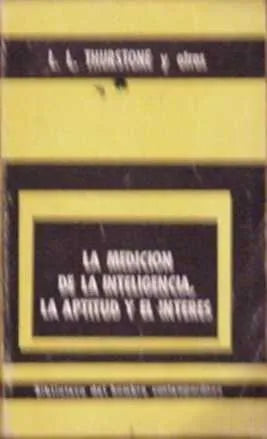 L. L. THURSTONE y otros
LA MEDICION
DE LA INTELIGENCIA,
LA APTITUD Y EL INTERES
Biblioteca del hombre contemporáneo